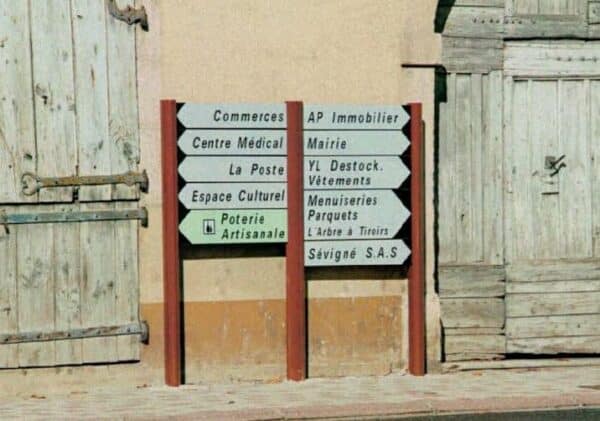 Commerces
Centre Médical
La Poste
Espace Culturel
Poterie
Artisanale
AP Immobilier
Mairie
YL Destock.
Vêtements
Menuiseries
Parquets
L'Arbre à Tiroirs
Sévigné S.A.S